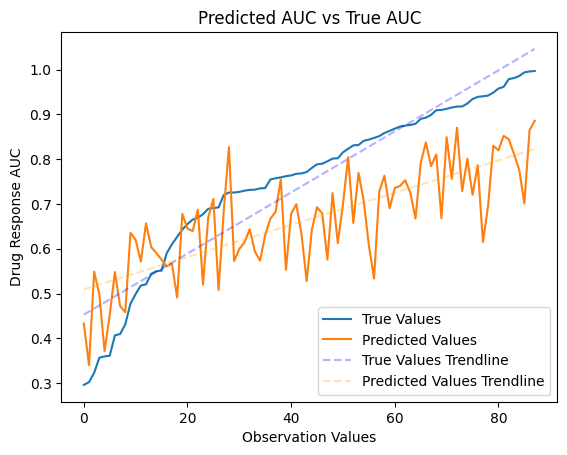 Predicted AUC vs True AUC
Drug Response AUC
1.0
0.9
0.8
0.7
0.6
0.5
0.4
0.3
True Values
Predicted Values
True Values Trendline
Predicted Values Trendline
0
20
40
60
80
Observation Values